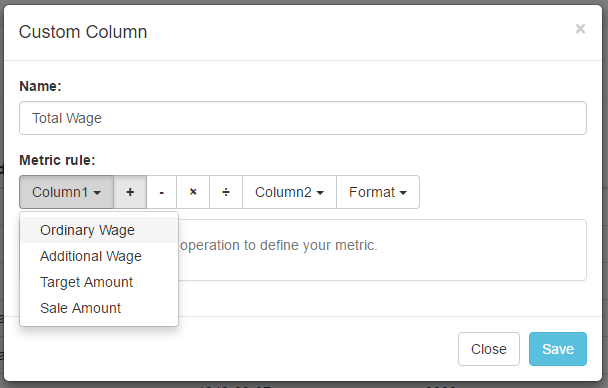 Custom Column
×
Name:
Total Wage
Metric rule:
Column1 + - × ÷ Column2 Format
Ordinary Wage
operation to define your metric.
Additional Wage
Target Amount
Sale Amount
Close Save